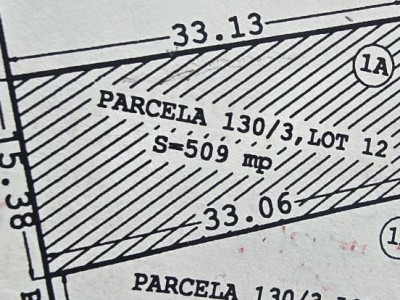 33.13
1A
PARCELA 130/3, LOT 12
S=509 mp
5.38
33.06
PARCELA 130/3